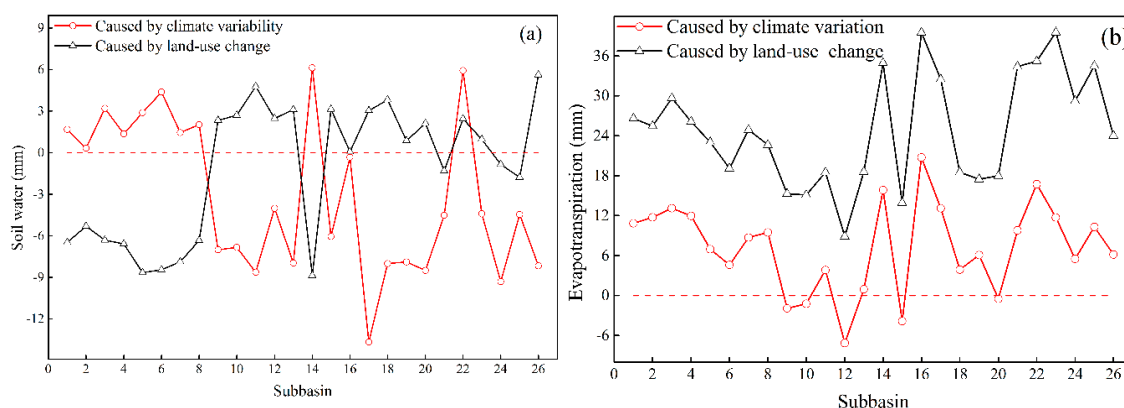 9
6
3
0
-3
-6
-9
-12
Soil water (mm)
Caused by climate variability
Caused by land-use change
(a)
0 2 4 6 8 10 12 14 16 18 20 22 24 26
Subbasin
36
30
24
18
12
6
0
-6
Evapotranspiration (mm)
Caused by climate variation
Caused by land-use change
(b)
0 2 4 6 8 10 12 14 16 18 20 22 24 26
Subbasin